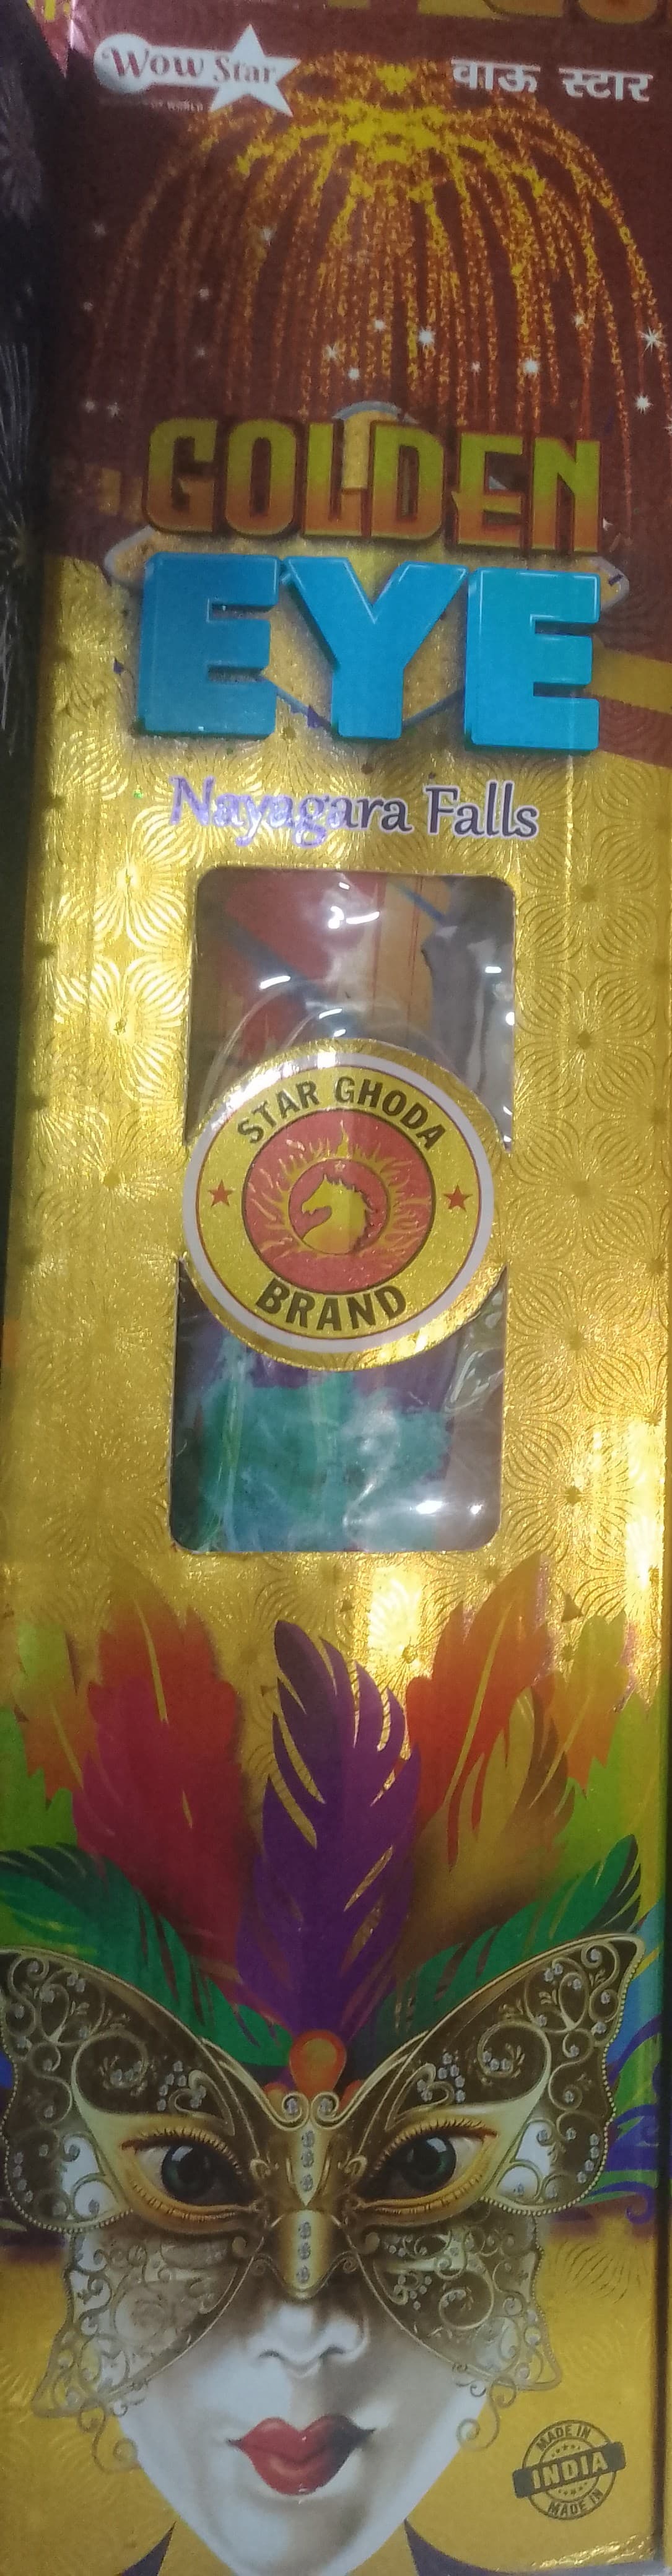 Wow Star
वाऊ स्टार
GOLDEN
EYE
Nayagara Falls
STAR GHODA
BRAND
MADE IN
INDIA
MADE IN